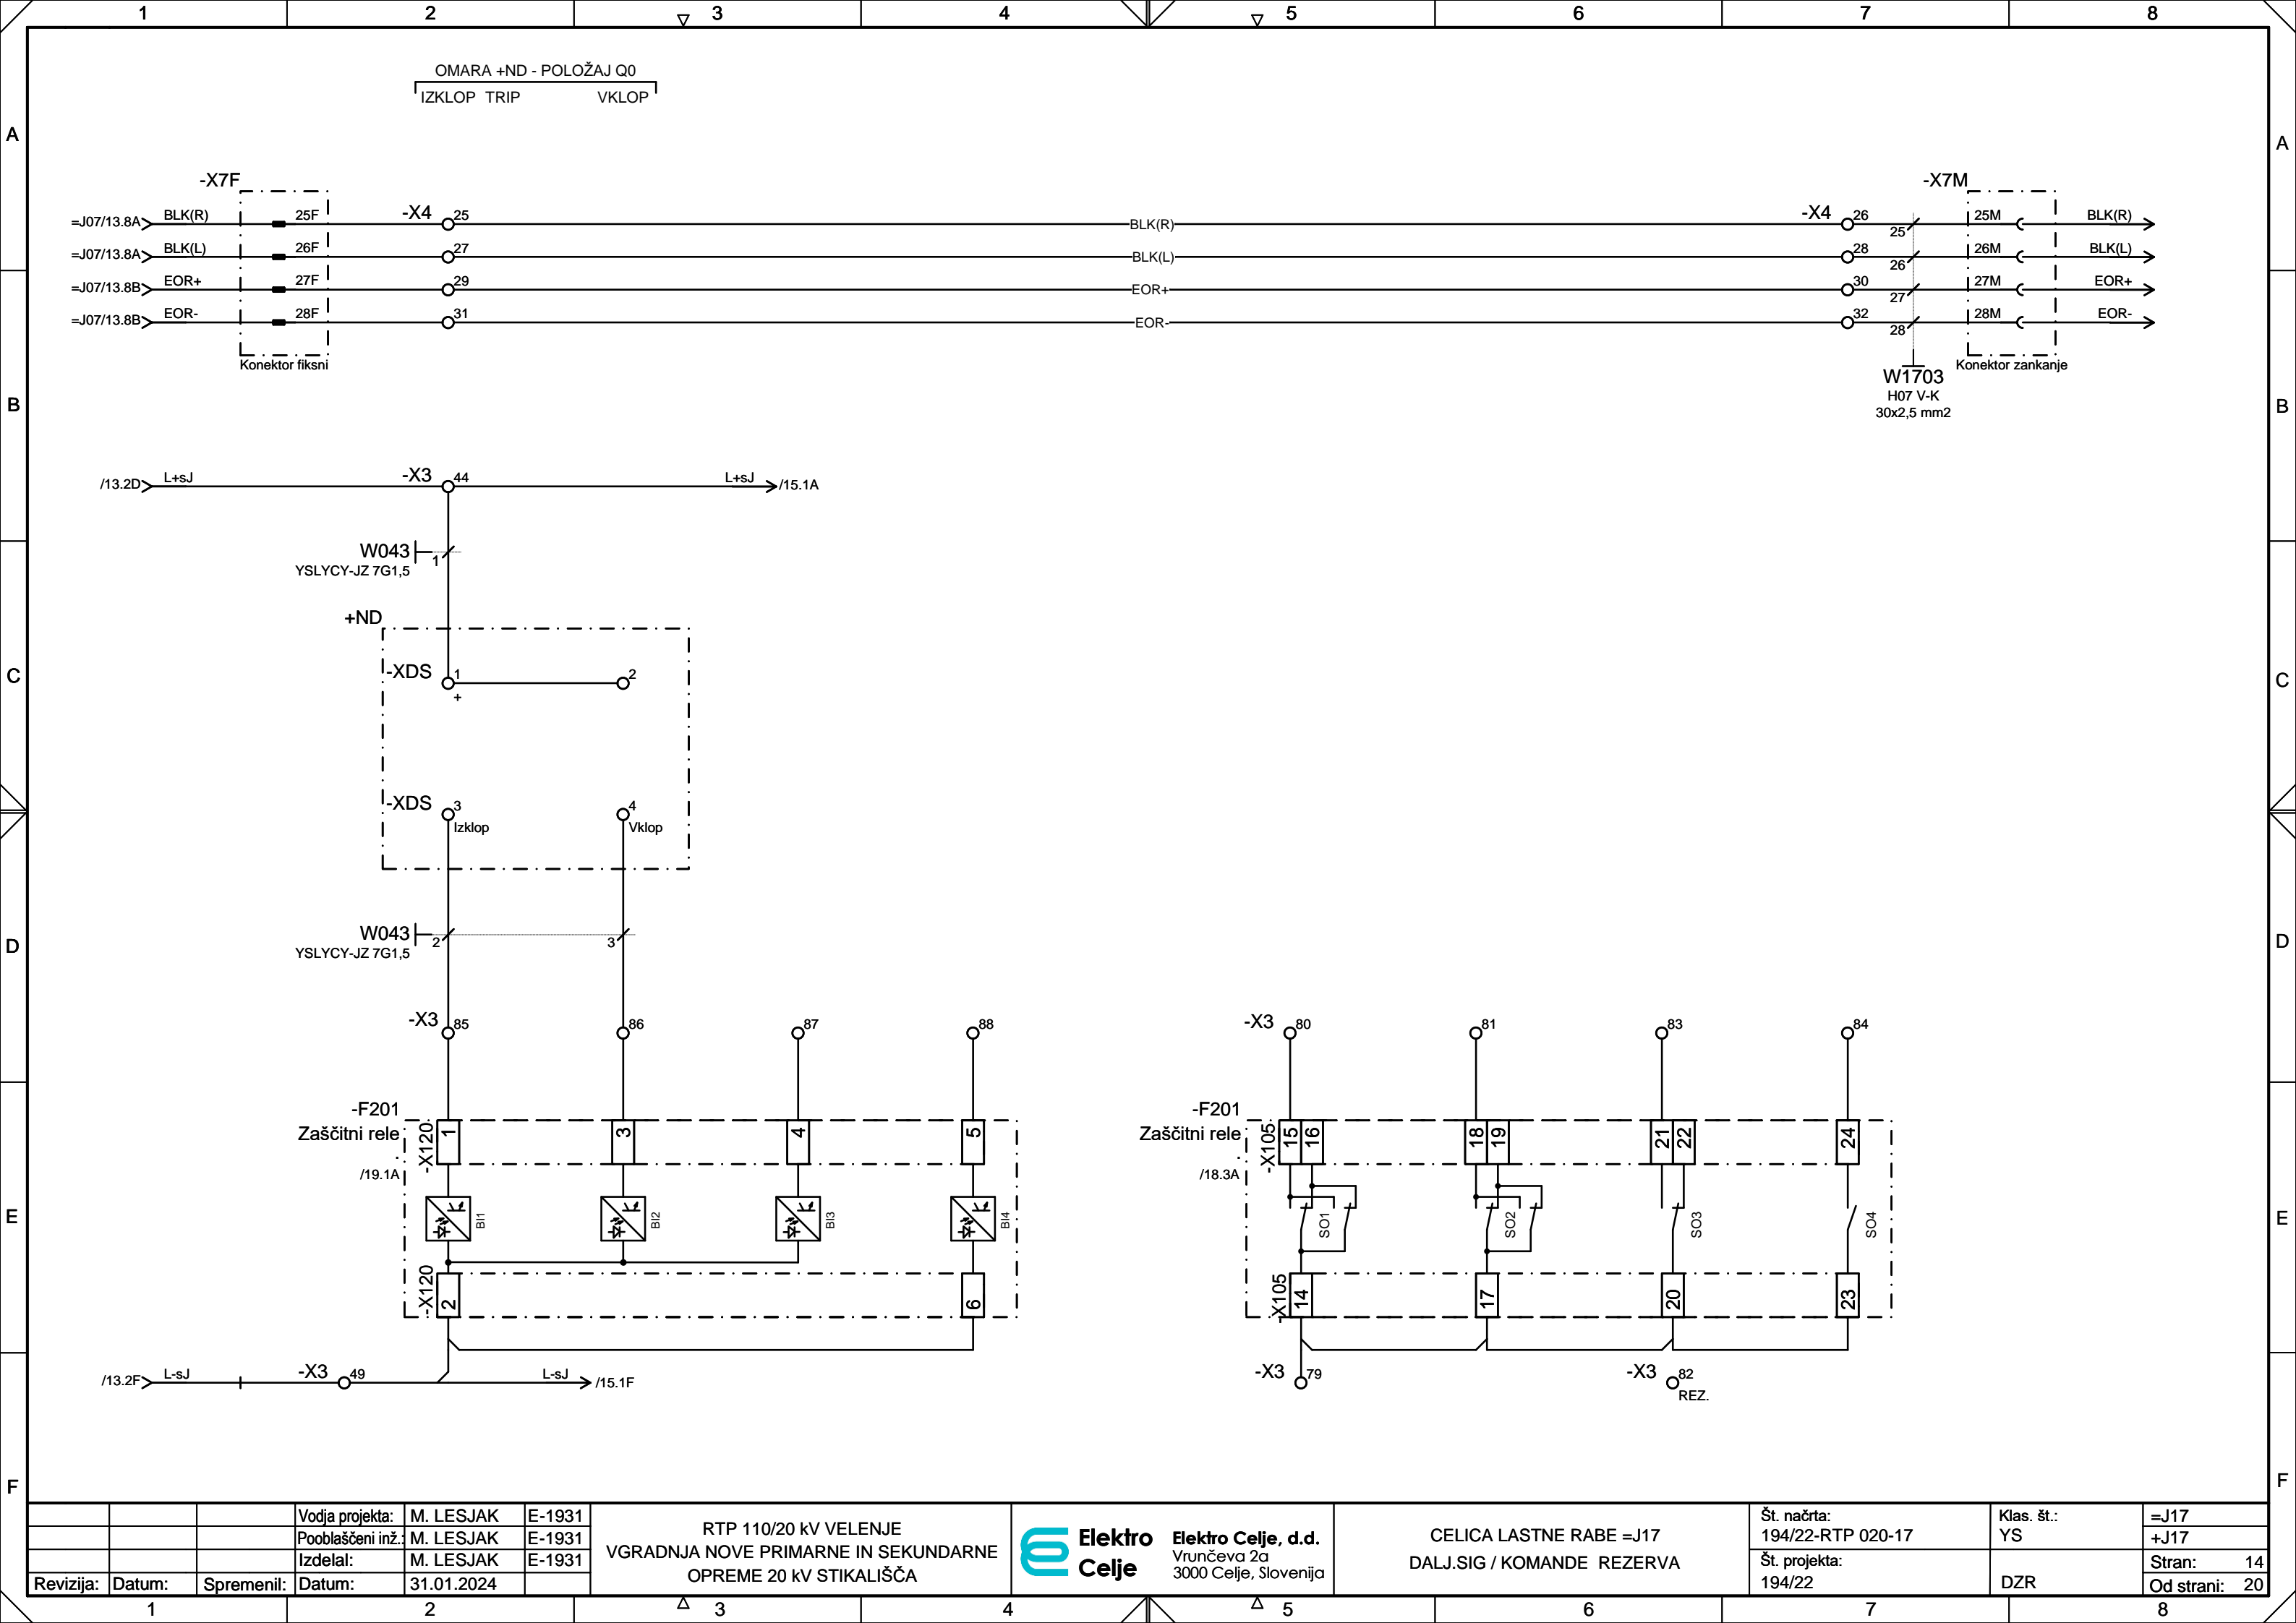 1 2 3 4 5 6 7 8
OMARA +ND - POLOŽAJ Q0
IZKLOP TRIP VKLOP
A A
-X7F -X7M
=J07/13.8A BLK(R) 25F -X4 25 BLK(R) -X4 26 25 25M BLK(R)
=J07/13.8A BLK(L) 26F 27 BLK(L) 28 26 26M BLK(L)
=J07/13.8B EOR+ 27F 29 EOR+ 30 27 27M EOR+
=J07/13.8B EOR- 28F 31 EOR- 32 28 28M EOR-
Konektor fiksni Konektor zankanje
W1703
H07 V-K
30x2,5 mm2
B B
/13.2D L+sJ -X3 44 L+sJ /15.1A
W043 1
YSLYCY-JZ 7G1,5
+ND
C C
-XDS 1 2
+
-XDS 3 4
Izklop Vklop
D D
W043 2 3
YSLYCY-JZ 7G1,5
-X3 85 86 87 88 -X3 80 81 83 84
-F201 -F201
Zaščitni rele -X120 1 3 4 5 Zaščitni rele -X105 15 16 18 19 21 22 24
/19.1A /18.3A
E E
BI1 BI2 BI3 BI4 SO1 SO2 SO3 SO4
-X120 2 6 -X105 14 17 20 23
/13.2F L-sJ -X3 49 L-sJ /15.1F -X3 79 -X3 82
REZ.
F F
Vodja projekta: M. LESJAK E-1931
Pooblaščeni inž.: M. LESJAK E-1931
Izdelal: M. LESJAK E-1931
Revizija: Datum: Spremenil: Datum: 31.01.2024
RTP 110/20 kV VELENJE
VGRADNJA NOVE PRIMARNE IN SEKUNDARNE
OPREME 20 kV STIKALIŠČA
Elektro
Celje
Elektro Celje, d.d.
Vrunčeva 2a
3000 Celje, Slovenija
CELICA LASTNE RABE =J17
DALJ.SIG / KOMANDE REZERVA
Št. načrta:
194/22-RTP 020-17
Št. projekta:
194/22
Klas. št.:
YS
DZR
=J17
+J17
Stran: 14
Od strani: 20
1 2 3 4 5 6 7 8